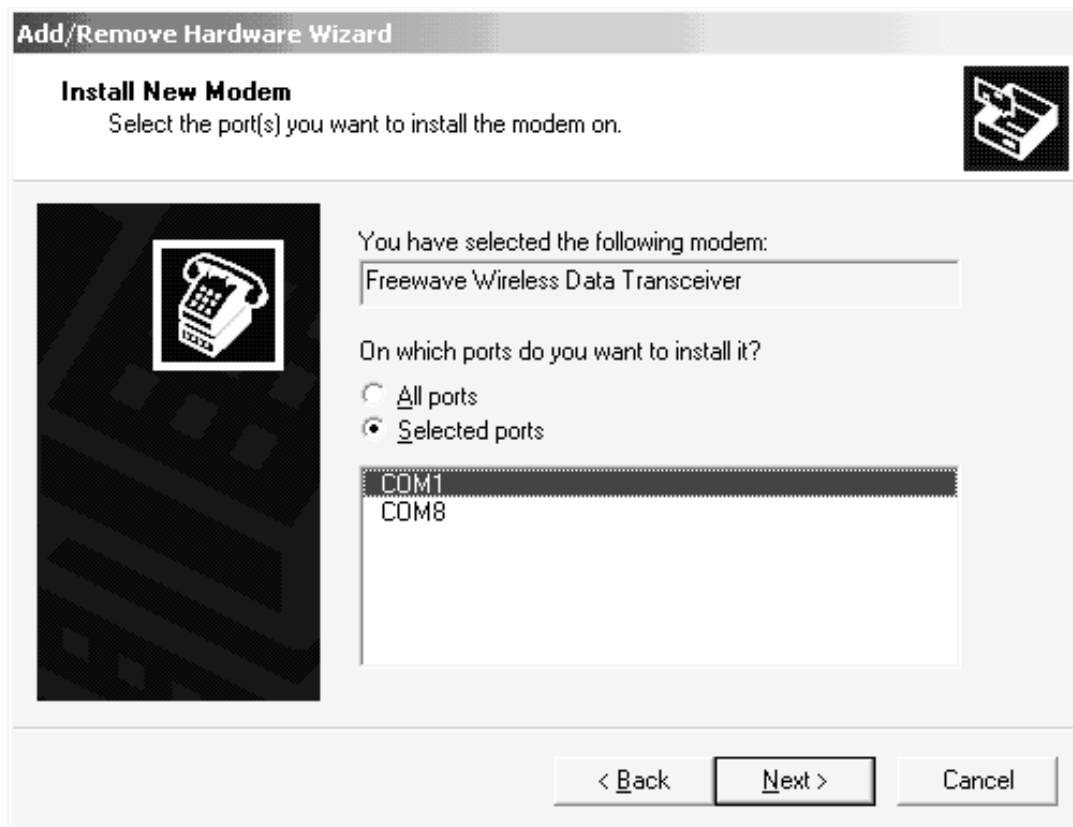 Add/Remove Hardware Wizard
Install New Modem
Select the port(s) you want to install the modem on.
You have selected the following modem:
Freewave Wireless Data Transceiver
On which ports do you want to install it?
All ports
Selected ports
COM1
COM8
< Back Next > Cancel